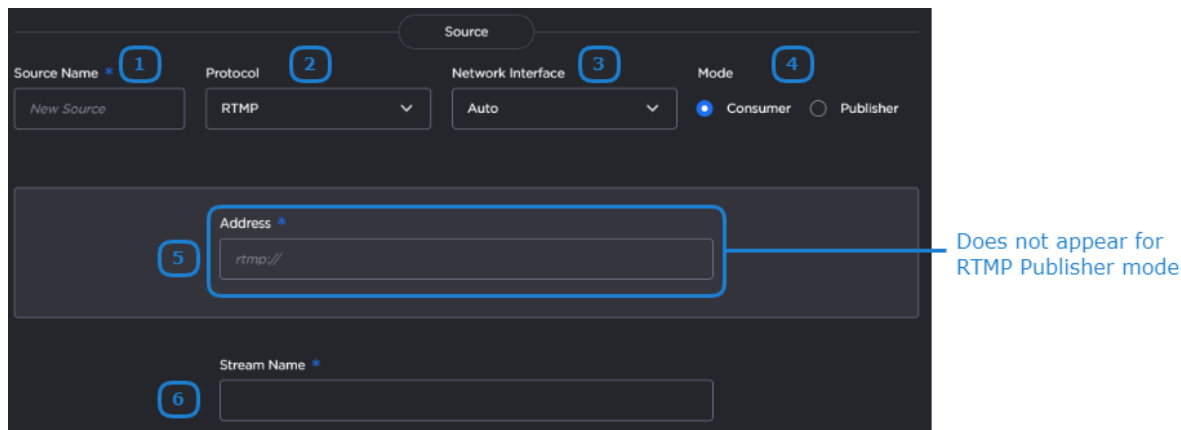 Source
Source Name * 1 Protocol 2 Network Interface 3 Mode 4
New Source RTMP Auto Consumer Publisher
Address *
5 rtmp://
Does not appear for
RTMP Publisher mode
Stream Name *
6